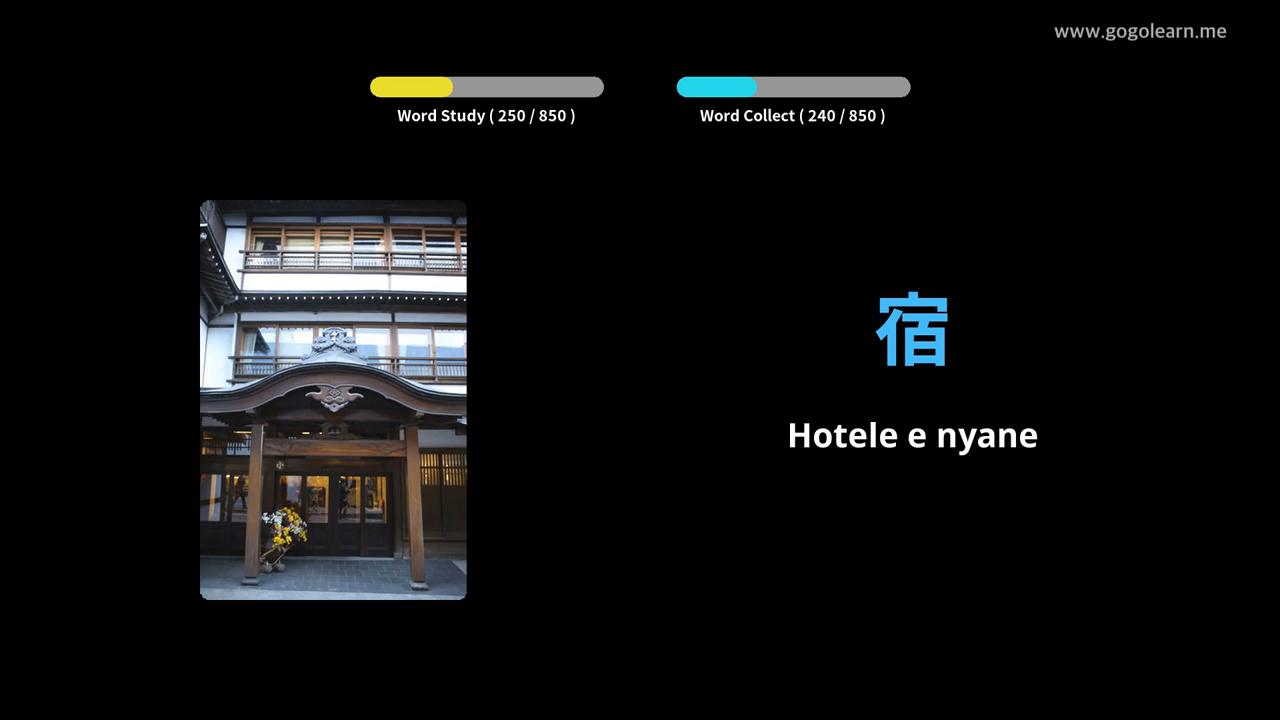 www.gogolearn.me
Word Study ( 250 / 850 )
Word Collect ( 240 / 850 )
宿
Hotele e nyane